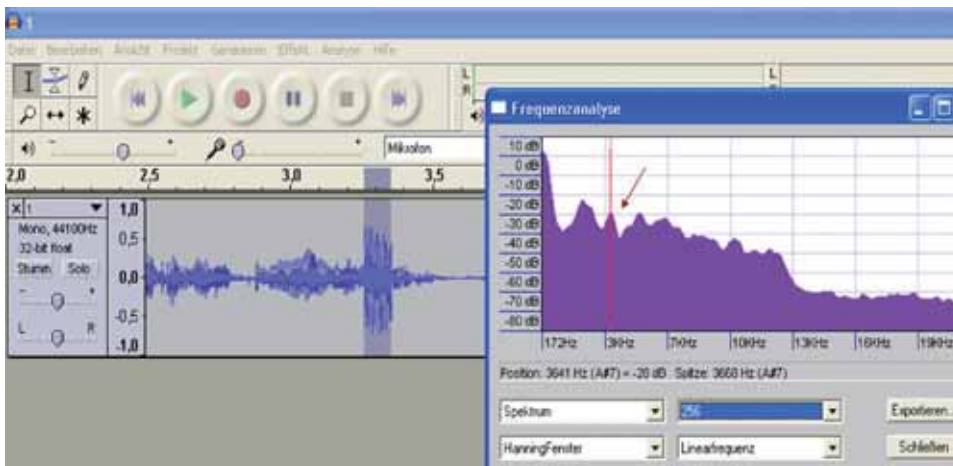 1
Datei Bearbeiten Ansicht Projekt Generieren Effekt Analyse Hilfe
L
R
L
Mikrofon
2,0 2,5 3,0 3,5
X 1
Mono, 44100Hz
32-bit float
Stumm Solo
- +
L R
1,0
0,5
0,0
-0,5
-1,0
Frequenzanalyse
10 dB
0 dB
-10 dB
-20 dB
-30 dB
-40 dB
-50 dB
-60 dB
-70 dB
-80 dB
172Hz 3KHz 7KHz 10KHz 13KHz 16KHz 19KHz
Position: 3641 Hz (A#7) = -28 dB Spitze: 3668 Hz (A#7)
Spektrum 256 Exportieren...
HanningFenster Linearfrequenz Schließen